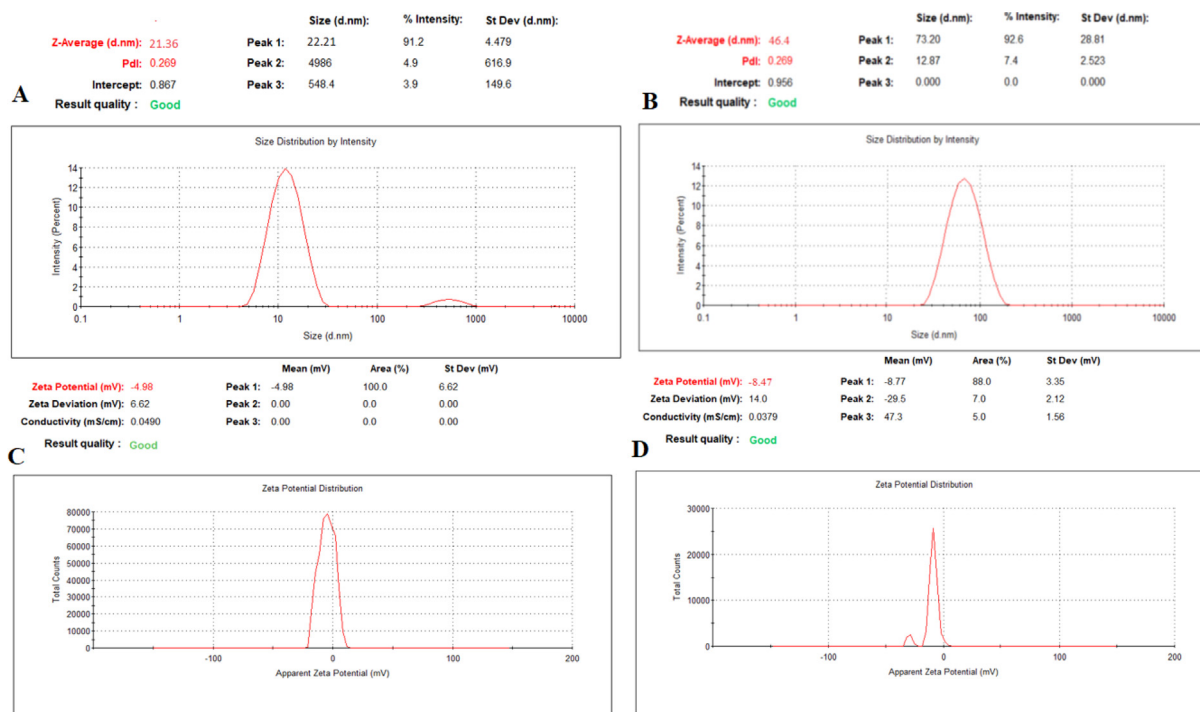 Size (d.nm): % Intensity: St Dev (d.nm):
Z-Average (d.nm): 21.36 Peak 1: 22.21 91.2 4.479
PdI: 0.269 Peak 2: 4986 4.9 616.9
Intercept: 0.867 Peak 3: 548.4 3.9 149.6
Result quality : Good
A
Size Distribution by Intensity
Intensity (Percent)
14
12
10
8
6
4
2
0
0.1 1 10 100 1000 10000
Size (d.nm)
Size (d.nm): % Intensity: St Dev (d.nm):
Z-Average (d.nm): 46.4 Peak 1: 73.20 92.6 28.81
PdI: 0.269 Peak 2: 12.87 7.4 2.523
Intercept: 0.956 Peak 3: 0.000 0.0 0.000
Result quality : Good
B
Size Distribution by Intensity
Intensity (Percent)
14
12
10
8
6
4
2
0
0.1 1 10 100 1000 10000
Size (d.nm)
Mean (mV) Area (%) St Dev (mV)
Zeta Potential (mV): -4.98 Peak 1: -4.98 100.0 6.62
Zeta Deviation (mV): 6.62 Peak 2: 0.00 0.0 0.00
Conductivity (mS/cm): 0.0490 Peak 3: 0.00 0.0 0.00
Result quality : Good
C
Zeta Potential Distribution
Total Counts
80000
70000
60000
50000
40000
30000
20000
10000
0
-100 0 100 200
Apparent Zeta Potential (mV)
Mean (mV) Area (%) St Dev (mV)
Zeta Potential (mV): -8.47 Peak 1: -8.77 88.0 3.35
Zeta Deviation (mV): 14.0 Peak 2: -29.5 7.0 2.12
Conductivity (mS/cm): 0.0379 Peak 3: 47.3 5.0 1.56
Result quality : Good
D
Zeta Potential Distribution
Total Counts
30000
20000
10000
0
-100 0 100 200
Apparent Zeta Potential (mV)